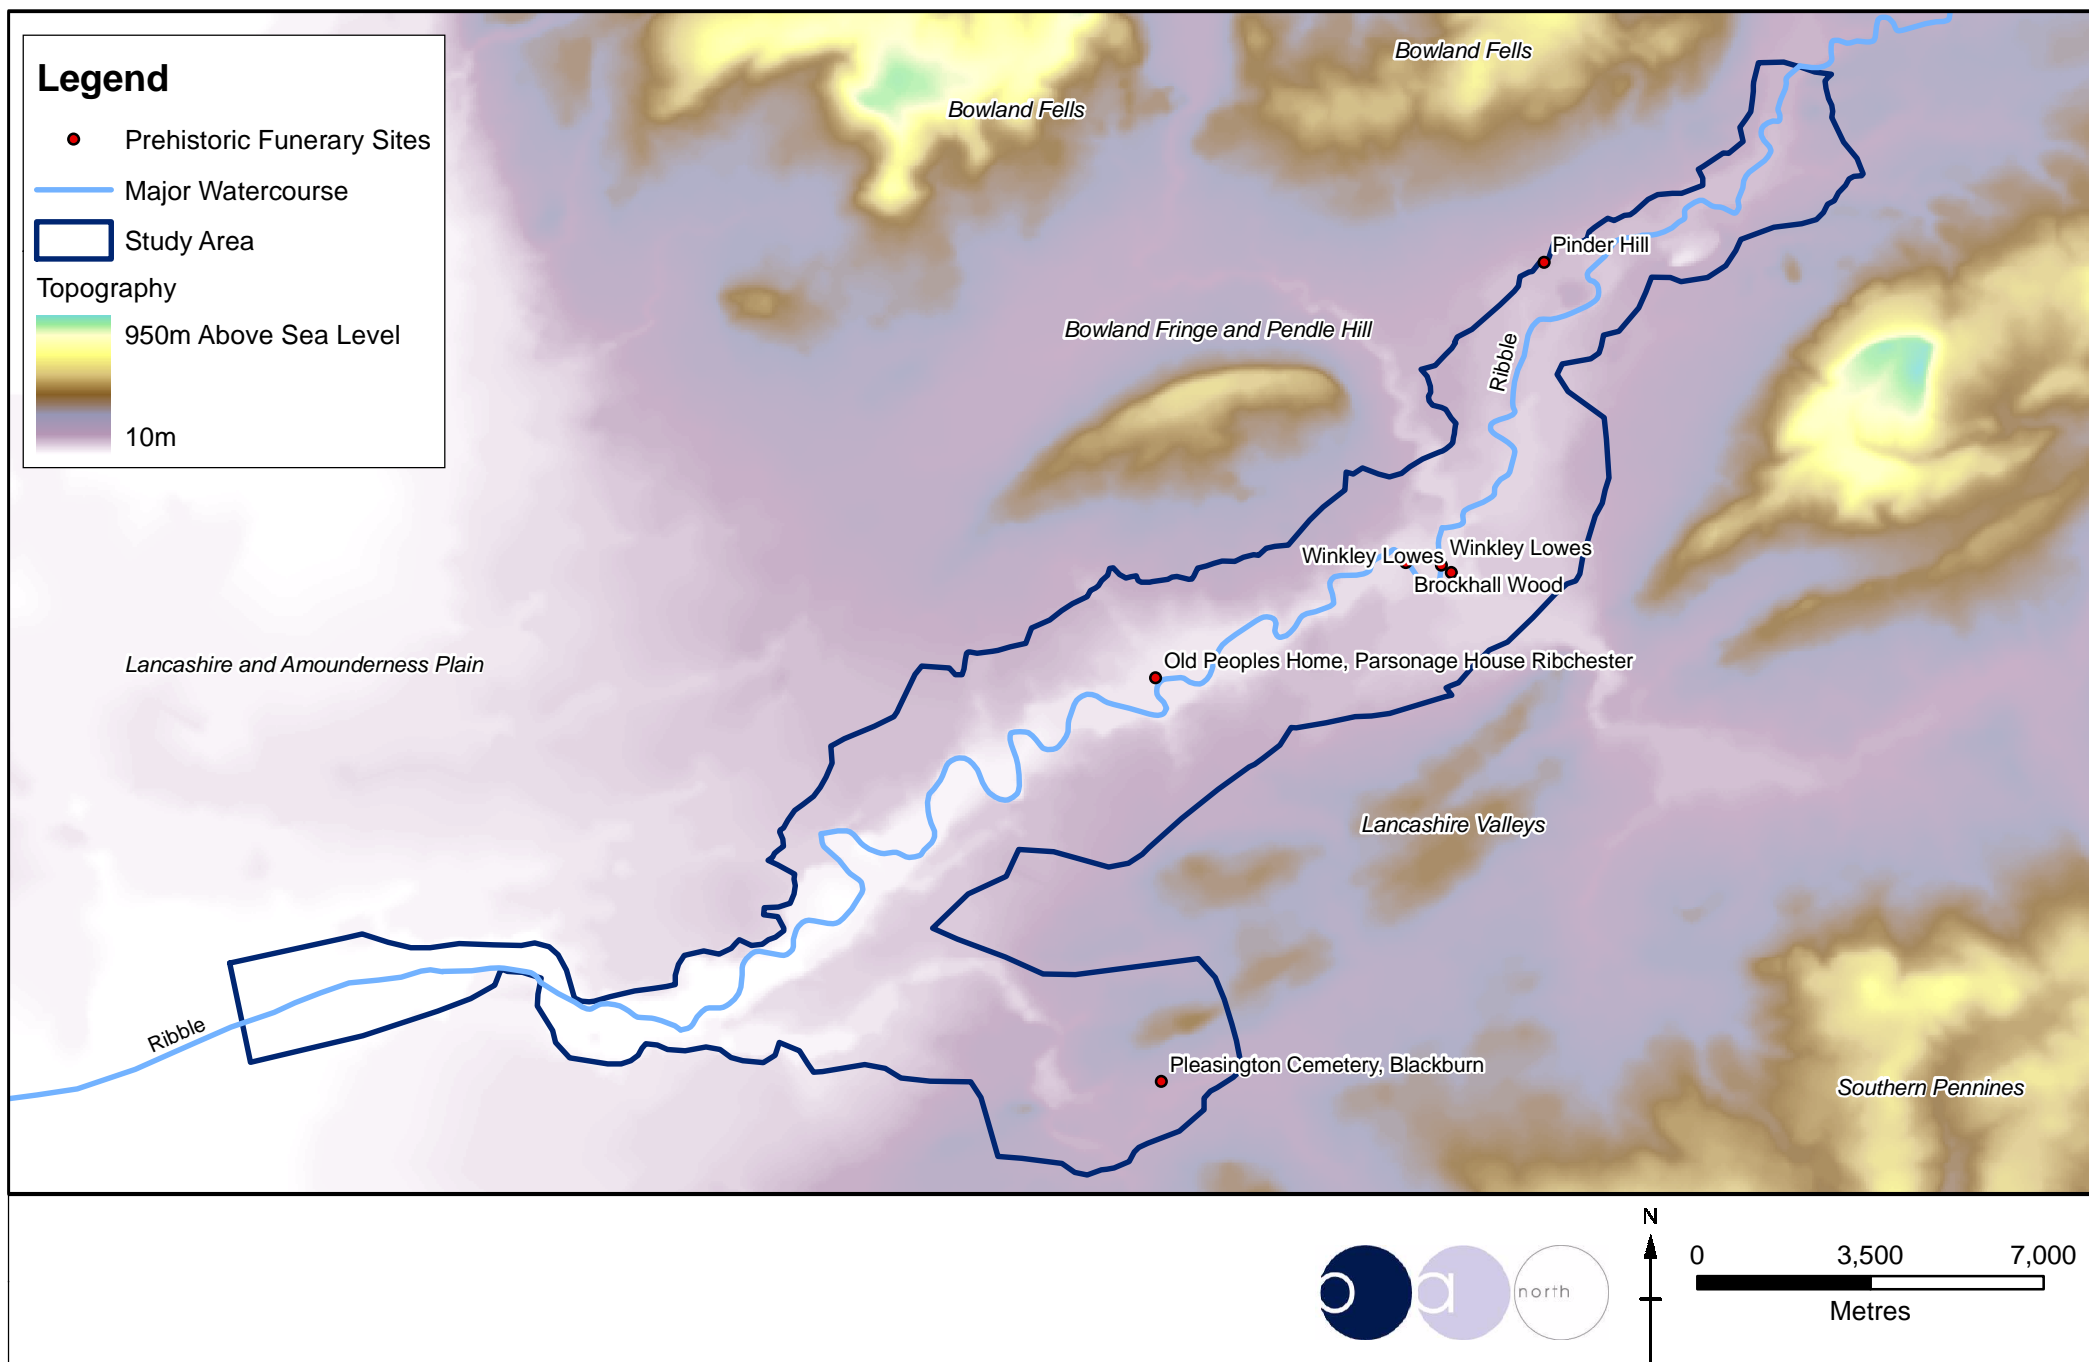 Legend
Prehistoric Funerary Sites
Major Watercourse
Study Area
Topography
950m Above Sea Level
10m
Bowland Fells
Bowland Fells
Pinder Hill
Bowland Fringe and Pendle Hill
Ribble
Winkley Lowes
Winkley Lowes
Brockhall Wood
Old Peoples Home, Parsonage House Ribchester
Lancashire and Amounderness Plain
Lancashire Valleys
Ribble
Pleasington Cemetery, Blackburn
Southern Pennines
o a north
N
0 3,500 7,000
Metres